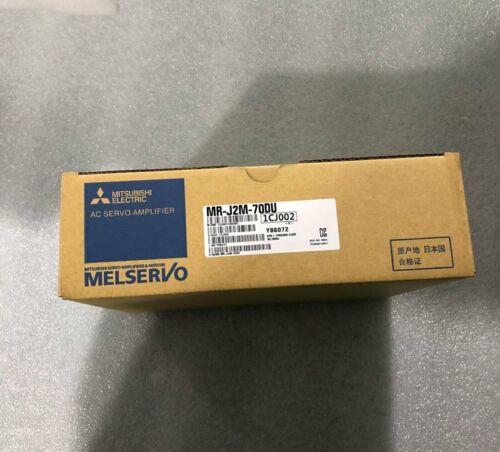 MITSUBISHI
ELECTRIC
AC SERVO AMPLIFIER
MITSUBISHI SERVO AMPLIFIERS & MOTORS
MELSERVO
MR-J2M-70DU
1CJ002
Y86072
原产地 日本国
合格证